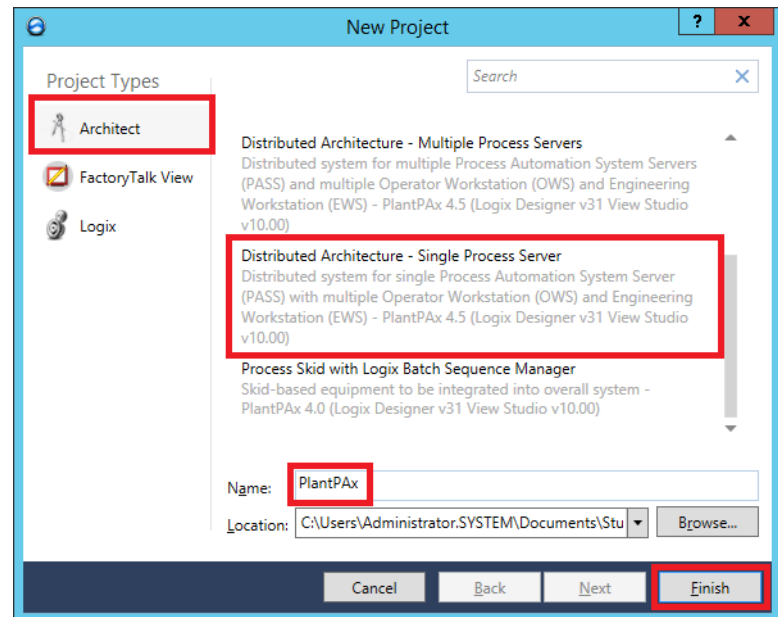 New Project
? x
Project Types
Search
Architect
FactoryTalk View
Logix
Distributed Architecture - Multiple Process Servers
Distributed system for multiple Process Automation System Servers
(PASS) and multiple Operator Workstation (OWS) and Engineering
Workstation (EWS) - PlantPAx 4.5 (Logix Designer v31 View Studio
v10.00)
Distributed Architecture - Single Process Server
Distributed system for single Process Automation System Server
(PASS) with multiple Operator Workstation (OWS) and Engineering
Workstation (EWS) - PlantPAx 4.5 (Logix Designer v31 View Studio
v10.00)
Process Skid with Logix Batch Sequence Manager
Skid-based equipment to be integrated into overall system -
PlantPAx 4.0 (Logix Designer v31 View Studio v10.00)
Name: PlantPAx
Location: C:\Users\Administrator.SYSTEM\Documents\Stu Browse...
Cancel Back Next Finish